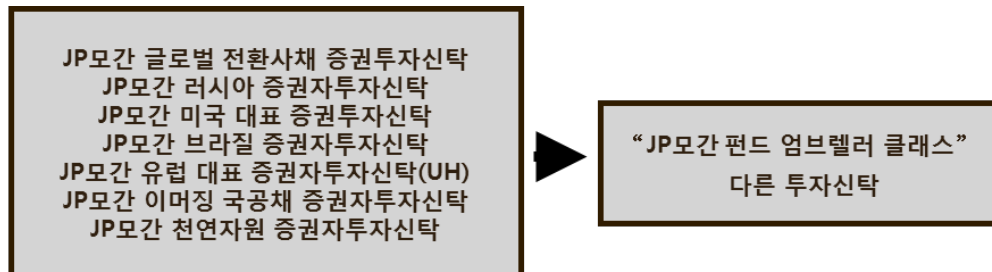 JP모간 글로벌 전환사채 증권투자신탁
JP모간 러시아 증권자투자신탁
JP모간 미국 대표 증권투자신탁
JP모간 브라질 증권자투자신탁
JP모간 유럽 대표 증권자투자신탁(UH)
JP모간 이머징 국공채 증권자투자신탁
JP모간 천연자원 증권자투자신탁
“JP모간 펀드 엄브렐러 클래스”
다른 투자신탁